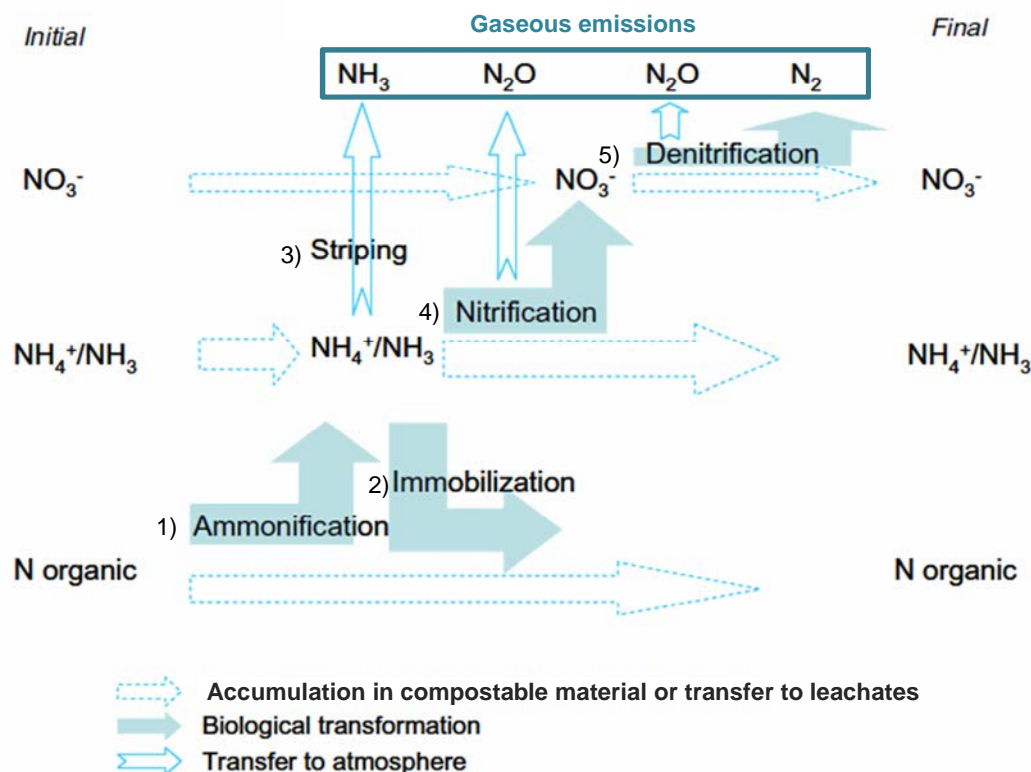 Gaseous emissions
Initial
Final
NH₃ N₂O N₂O N₂
5) Denitrification
NO₃⁻ NO₃⁻ NO₃⁻
3) Striping
4) Nitrification
NH₄⁺/NH₃ NH₄⁺/NH₃ NH₄⁺/NH₃
2) Immobilization
1) Ammonification
N organic N organic
Accumulation in compostable material or transfer to leachates
Biological transformation
Transfer to atmosphere